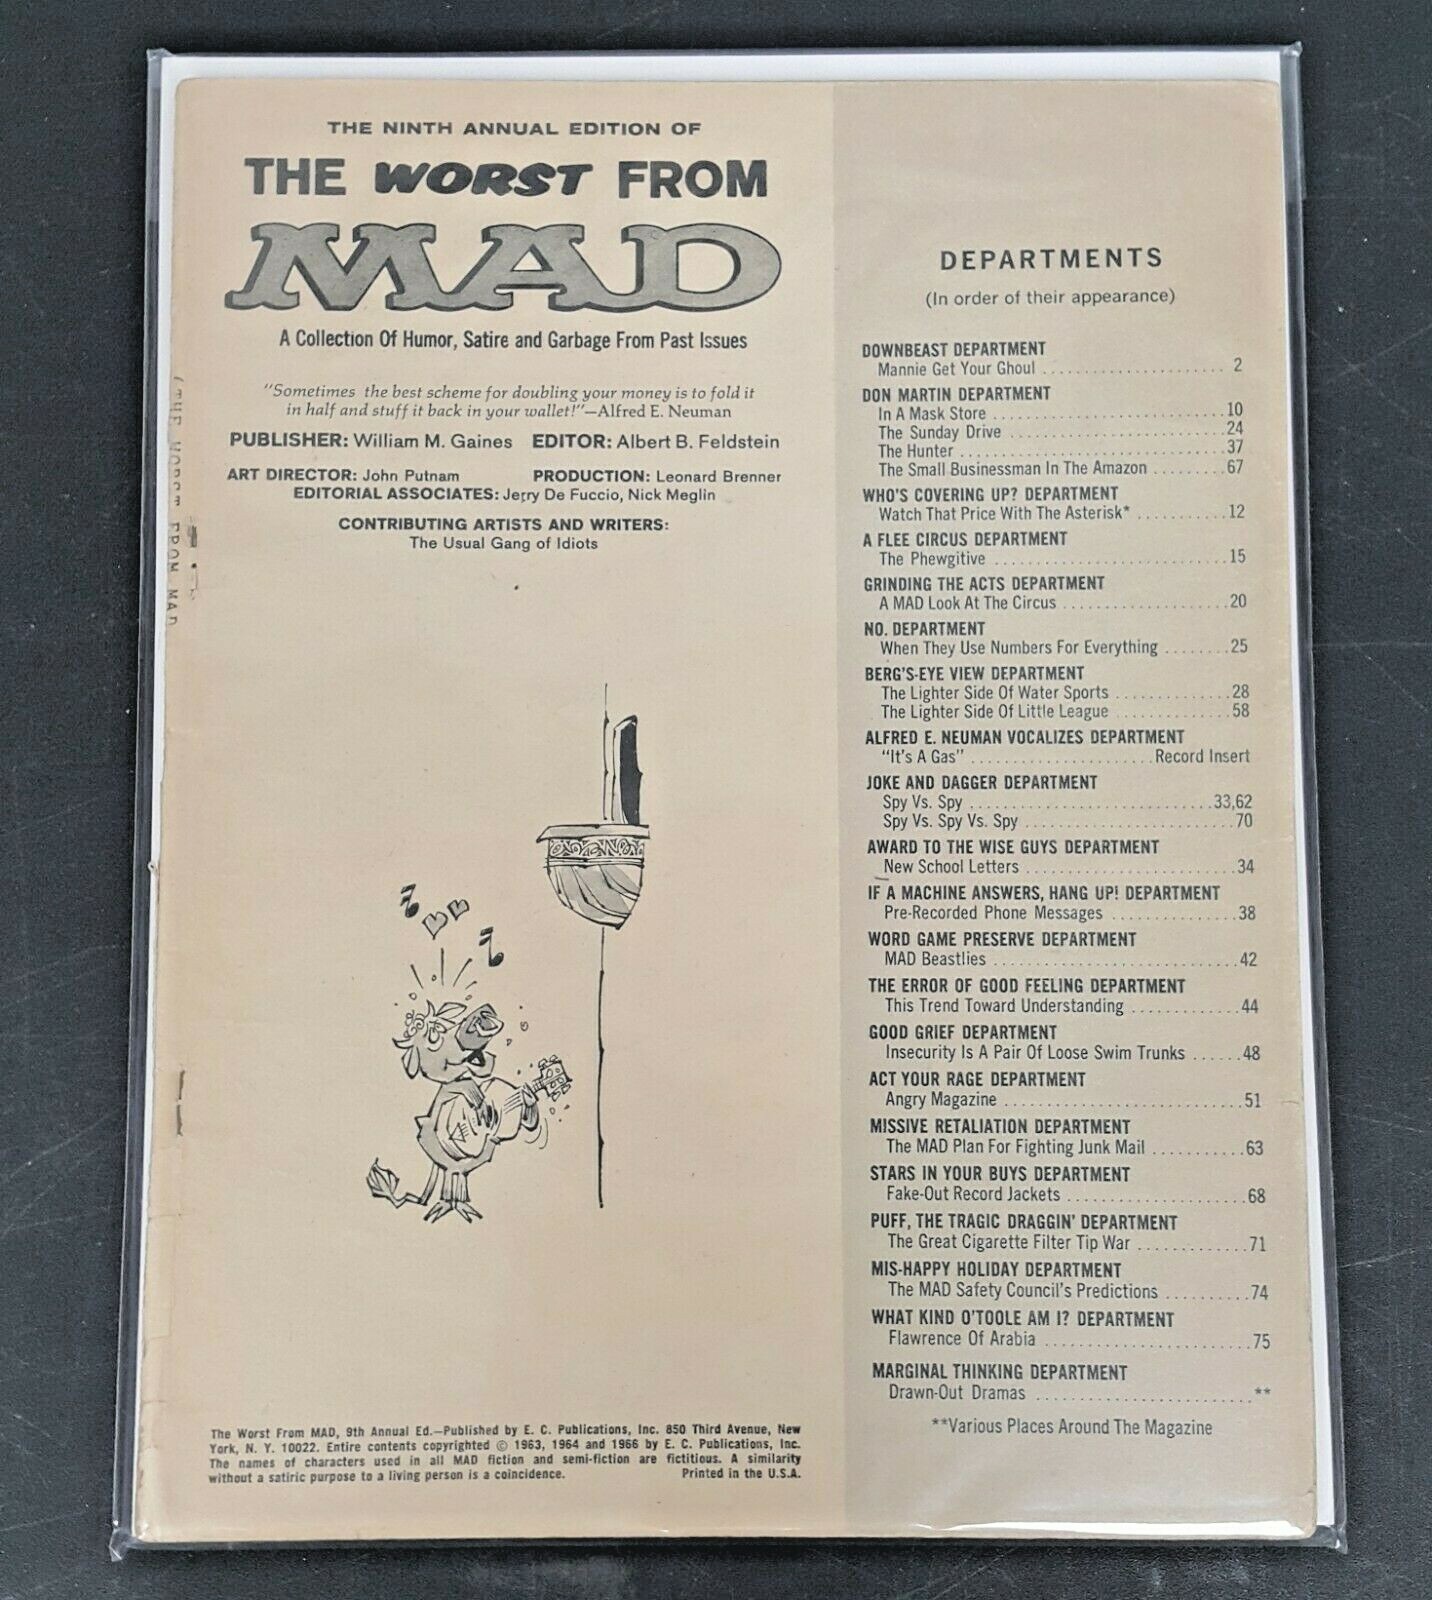 THE NINTH ANNUAL EDITION OF
THE WORST FROM
MAD
A Collection Of Humor, Satire and Garbage From Past Issues
"Sometimes the best scheme for doubling your money is to fold it
in half and stuff it back in your wallet!"—Alfred E. Neuman
PUBLISHER: William M. Gaines EDITOR: Albert B. Feldstein
ART DIRECTOR: John Putnam PRODUCTION: Leonard Brenner
EDITORIAL ASSOCIATES: Jerry De Fuccio, Nick Meglin
CONTRIBUTING ARTISTS AND WRITERS:
The Usual Gang of Idiots
(THE WORST FROM MAD
The Worst From MAD, 9th Annual Ed.—Published by E. C. Publications, Inc. 850 Third Avenue, New
York, N. Y. 10022. Entire contents copyrighted © 1963, 1964 and 1966 by E. C. Publications, Inc.
The names of characters used in all MAD fiction and semi-fiction are fictitious. A similarity
without a satiric purpose to a living person is a coincidence. Printed in the U.S.A.
DEPARTMENTS
(In order of their appearance)
DOWNBEAST DEPARTMENT
Mannie Get Your Ghoul ...................... 2
DON MARTIN DEPARTMENT
In A Mask Store ............................10
The Sunday Drive ..........................24
The Hunter ................................37
The Small Businessman In The Amazon .........67
WHO'S COVERING UP? DEPARTMENT
Watch That Price With The Asterisk* ...........12
A FLEE CIRCUS DEPARTMENT
The Phewgitive ............................15
GRINDING THE ACTS DEPARTMENT
A MAD Look At The Circus ....................20
NO. DEPARTMENT
When They Use Numbers For Everything ........25
BERG'S-EYE VIEW DEPARTMENT
The Lighter Side Of Water Sports ..............28
The Lighter Side Of Little League ..............58
ALFRED E. NEUMAN VOCALIZES DEPARTMENT
"It's A Gas" ......................Record Insert
JOKE AND DAGGER DEPARTMENT
Spy Vs. Spy .............................33,62
Spy Vs. Spy Vs. Spy .........................70
AWARD TO THE WISE GUYS DEPARTMENT
New School Letters .........................34
IF A MACHINE ANSWERS, HANG UP! DEPARTMENT
Pre-Recorded Phone Messages ...............38
WORD GAME PRESERVE DEPARTMENT
MAD Beastlies .............................42
THE ERROR OF GOOD FEELING DEPARTMENT
This Trend Toward Understanding .............44
GOOD GRIEF DEPARTMENT
Insecurity Is A Pair Of Loose Swim Trunks ......48
ACT YOUR RAGE DEPARTMENT
Angry Magazine ............................51
MISSIVE RETALIATION DEPARTMENT
The MAD Plan For Fighting Junk Mail ...........63
STARS IN YOUR BUYS DEPARTMENT
Fake-Out Record Jackets .....................68
PUFF, THE TRAGIC DRAGGIN' DEPARTMENT
The Great Cigarette Filter Tip War .............71
MIS-HAPPY HOLIDAY DEPARTMENT
The MAD Safety Council's Predictions ..........74
WHAT KIND O'TOOLE AM I? DEPARTMENT
Flawrence Of Arabia .........................75
MARGINAL THINKING DEPARTMENT
Drawn-Out Dramas ..........................**
**Various Places Around The Magazine